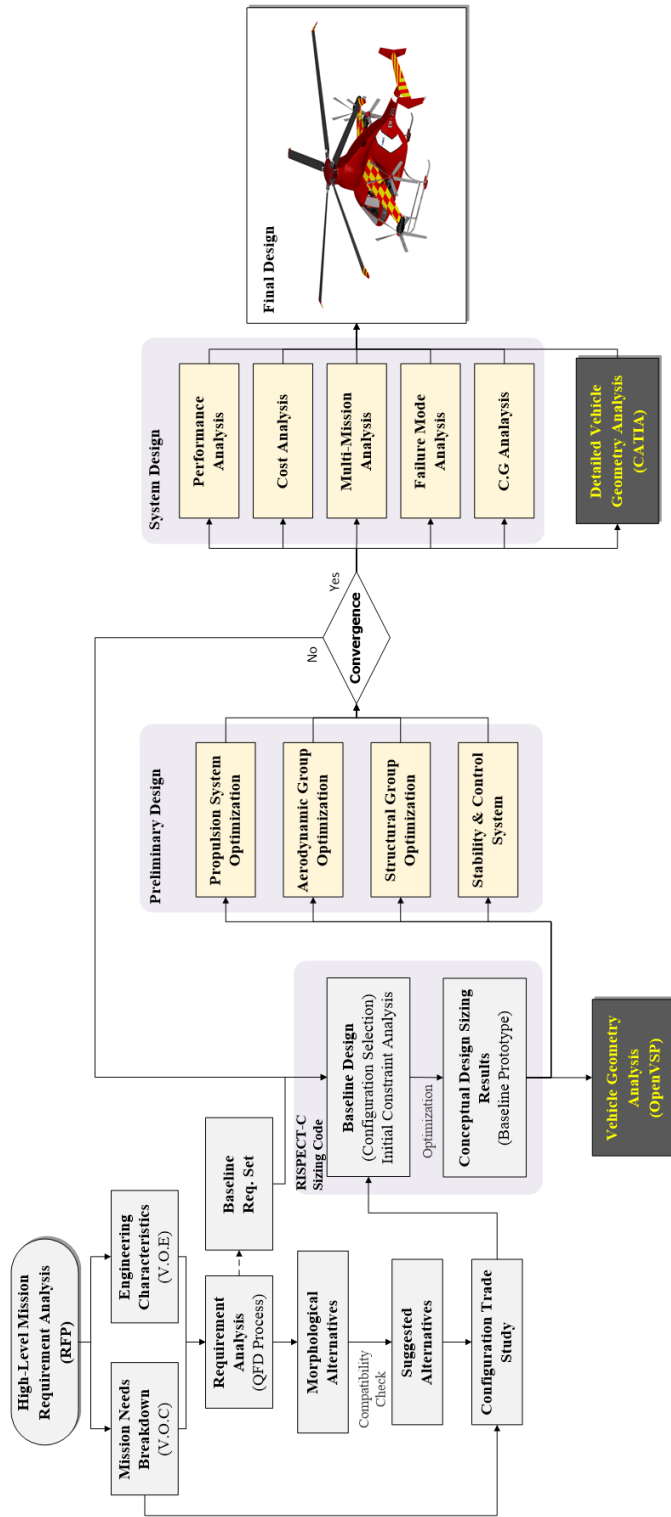 High-Level Mission
Requirement Analysis
(RFP)
Mission Needs
Breakdown
(V.O.C)
Engineering
Characteristics
(V.O.E)
Requirement
Analysis
(QFD Process)
Baseline
Req. Set
Morphological
Alternatives
Compatibility
Check
Suggested
Alternatives
Configuration Trade
Study
RISPECT-C
Sizing Code
Baseline Design
(Configuration Selection)
Initial Constraint Analysis
Optimization
Conceptual Design Sizing
Results
(Baseline Prototype)
Vehicle Geometry
Analysis
(OpenVSP)
Preliminary Design
Propulsion System
Optimization
Aerodynamic Group
Optimization
Structural Group
Optimization
Stability & Control
System
No
Convergence
Yes
System Design
Performance
Analysis
Cost Analysis
Multi-Mission
Analysis
Failure Mode
Analysis
C.G Analaysis
Detailed Vehicle
Geometry Analysis
(CATIA)
Final Design